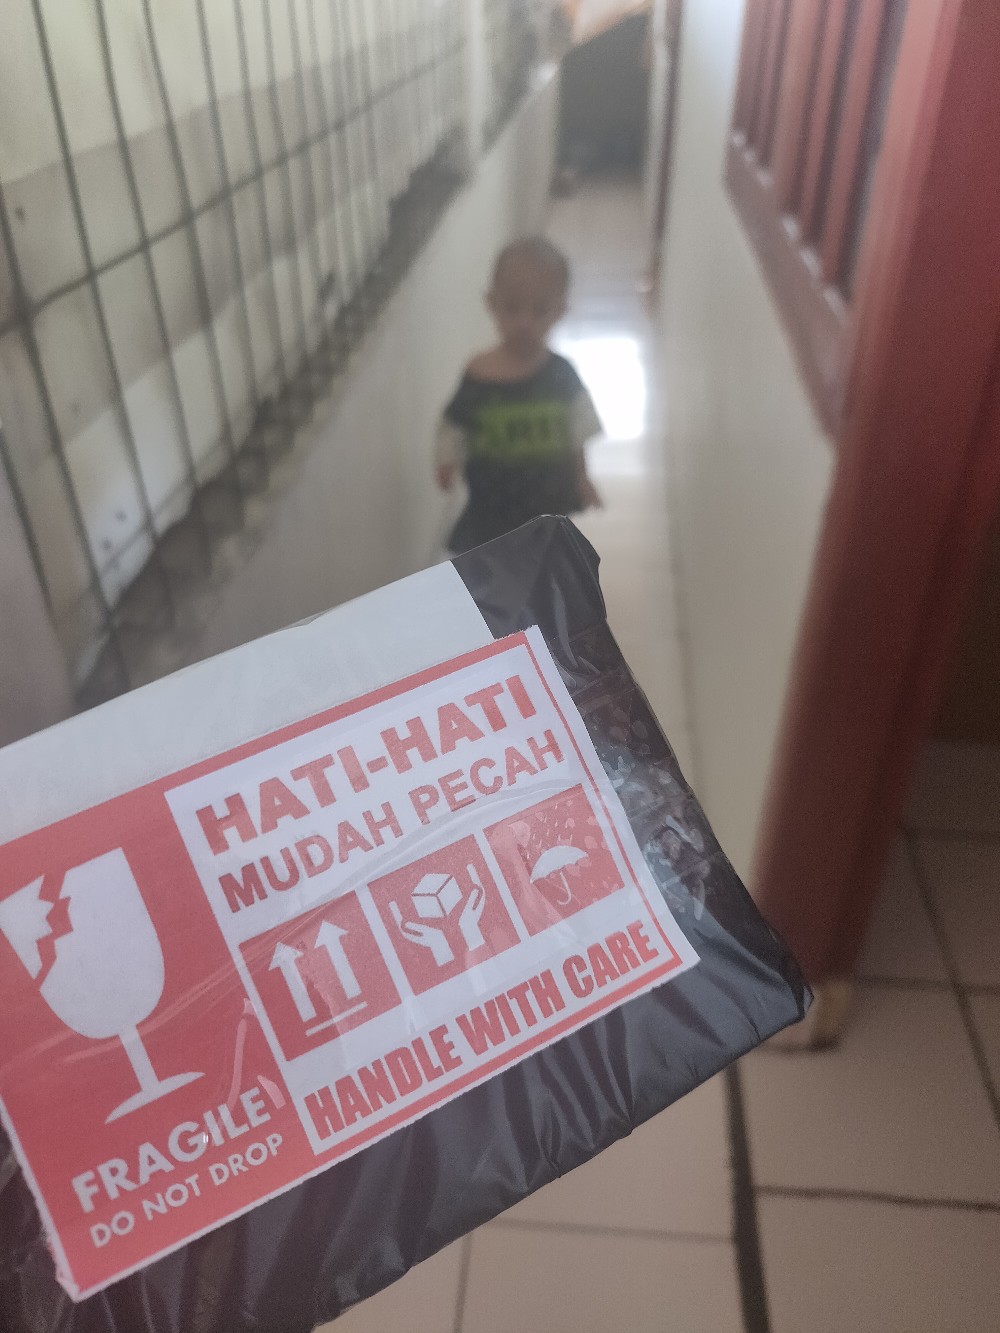 HATI-HATI
MUDAH PECAH
HANDLE WITH CARE
FRAGILE
DO NOT DROP